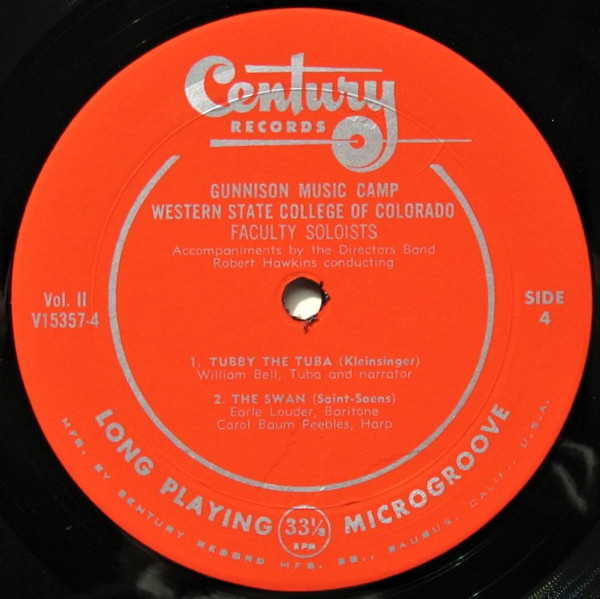 Century
RECORDS
GUNNISON MUSIC CAMP
WESTERN STATE COLLEGE OF COLORADO
FACULTY SOLOISTS
Accompaniments by the Directors Band
Robert Hawkins conducting
Vol. II
V15357-4
SIDE
4
1. TUBBY THE TUBA (Kleinsinger)
William Bell, Tuba and narrator
2. THE SWAN (Saint-Saens)
Earle Louder, Baritone
Carol Baum Peebles, Harp
LONG PLAYING 33⅓ RPM MICROGROOVE
MFG. BY CENTURY RECORD MFG. CO., SAUGUS, CALIF., U.S.A.